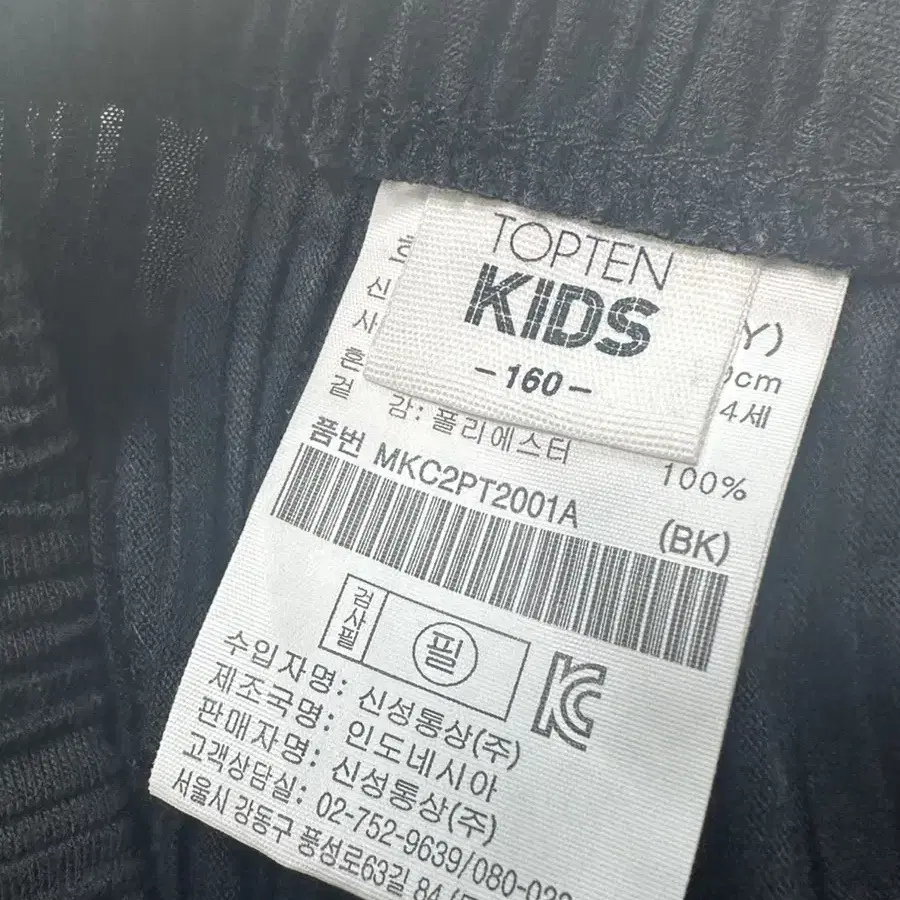 TOPTEN
KIDS
-160-
Y)
cm
4세
감: 폴리에스터 100%
품번 MKC2PT2001A (BK)
검사필 필
수입자명: 신성통상(주)
제조국명: 인도네시아
판매자명: 신성통상(주)
고객상담실: 02-752-9639/080-022
서울시 강동구 풍성로63길 84